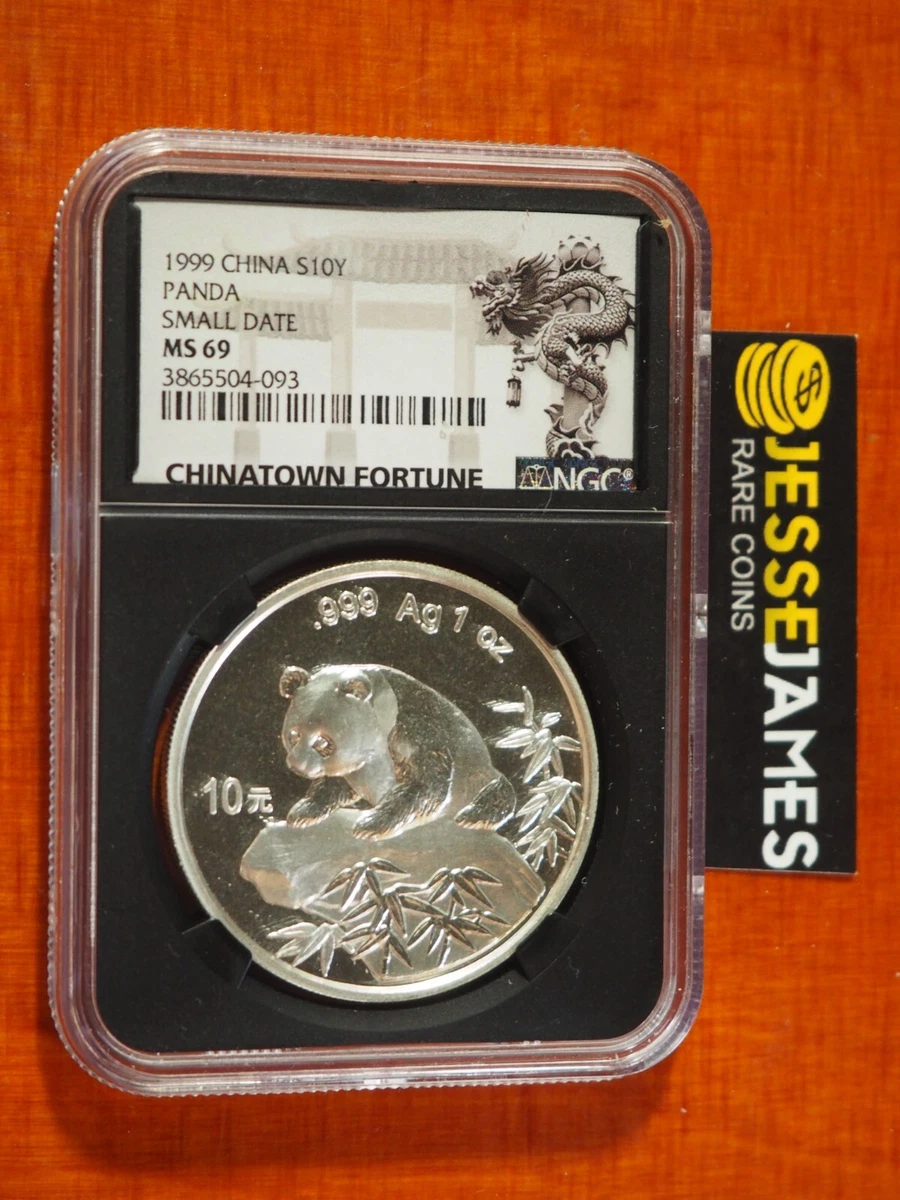 1999 CHINA S10Y
PANDA
SMALL DATE
MS 69
3865504-093
CHINATOWN FORTUNE
NGC®
.999 Ag 1 oz
10元
$
JESSEJAMES
RARE COINS